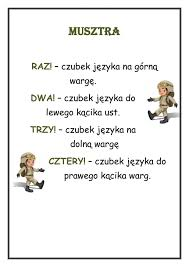 MUSZTRA
RAZ! – czubek języka na górną
wargę.
DWA! – czubek języka do
lewego kącika ust.
TRZY! – czubek języka na
dolną wargę
CZTERY! – czubek języka do
prawego kącika warg.